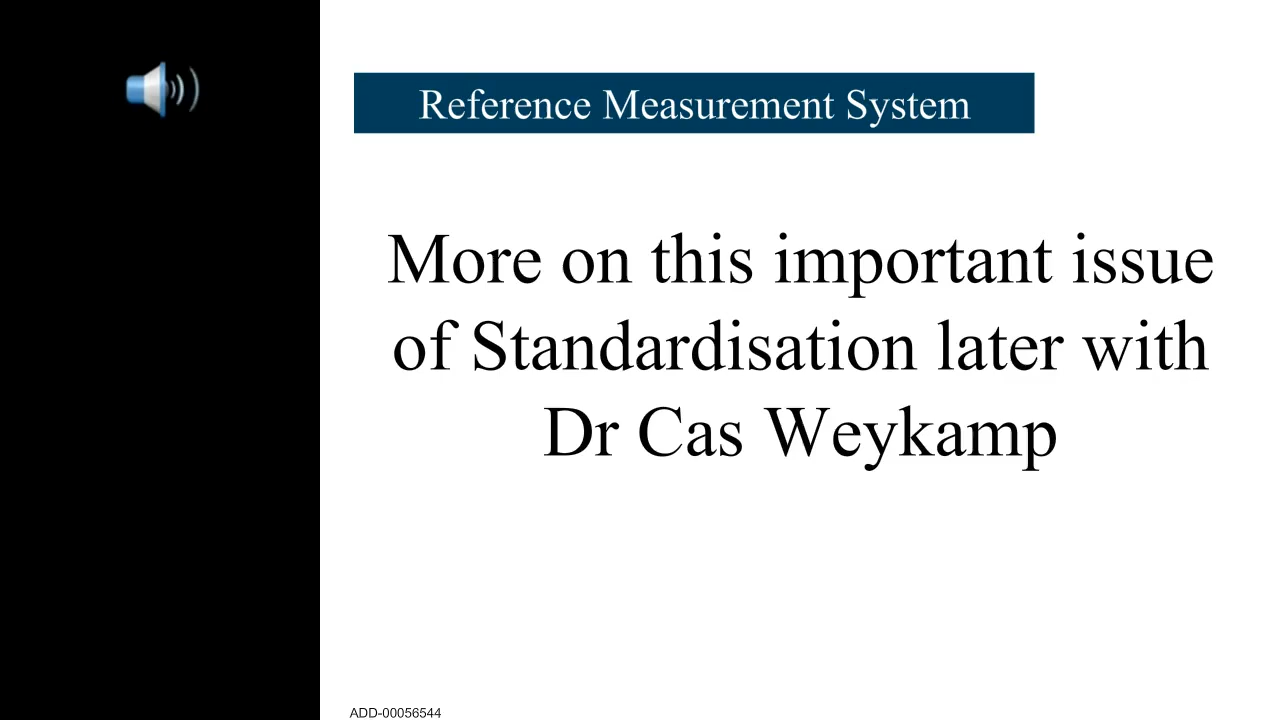 Reference Measurement System
More on this important issue
of Standardisation later with
Dr Cas Weykamp
ADD-00056544